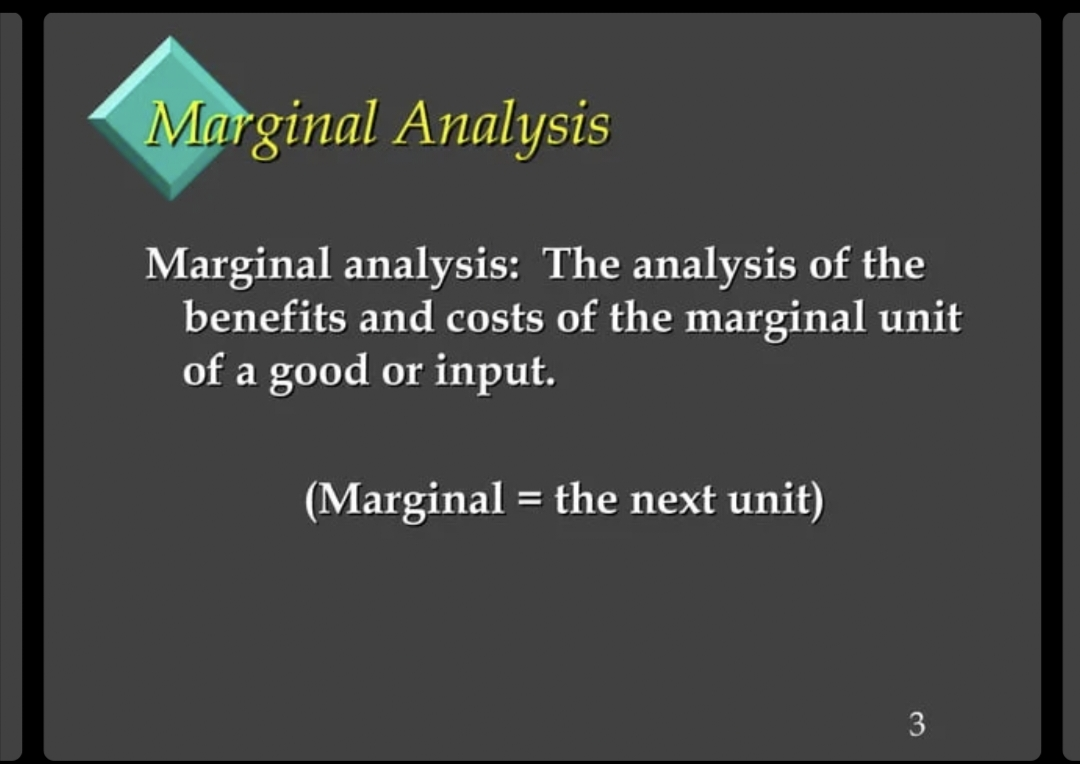 Marginal Analysis
Marginal analysis: The analysis of the
benefits and costs of the marginal unit
of a good or input.
(Marginal = the next unit)
3